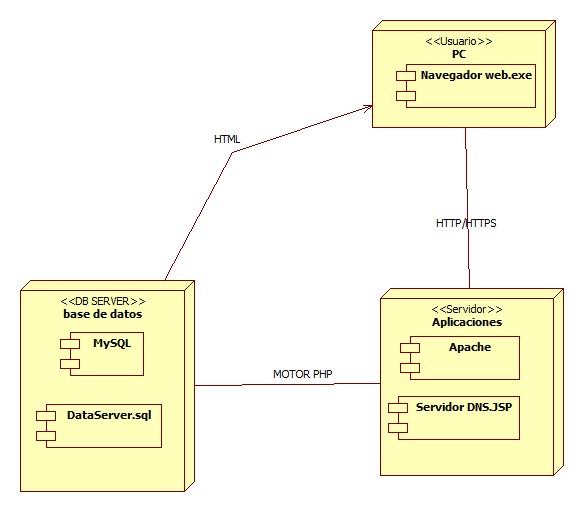 <<Usuario>>
PC
Navegador web.exe
HTML
HTTP/HTTPS
<<DB SERVER>>
base de datos
MySQL
DataServer.sql
MOTOR PHP
<<Servidor>>
Aplicaciones
Apache
Servidor DNS.JSP